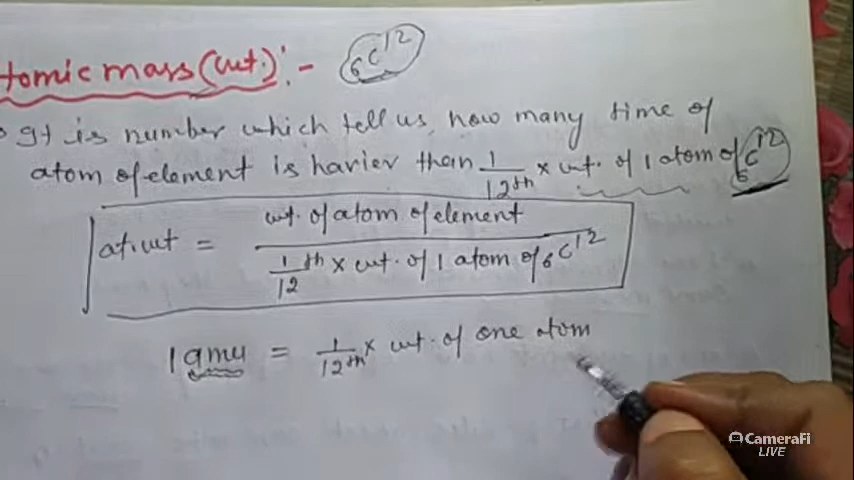 tomic mass (wt.) :- ₆C¹²
It is number which tell us, how many time of
atom of element is havier than 1/12th × wt. of 1 atom of ₆C¹²
at.wt = wt. of atom of element / 1/12 th × wt. of 1 atom of ₆C¹²
1 amu = 1/12th × wt. of one atom
CameraFi
LIVE